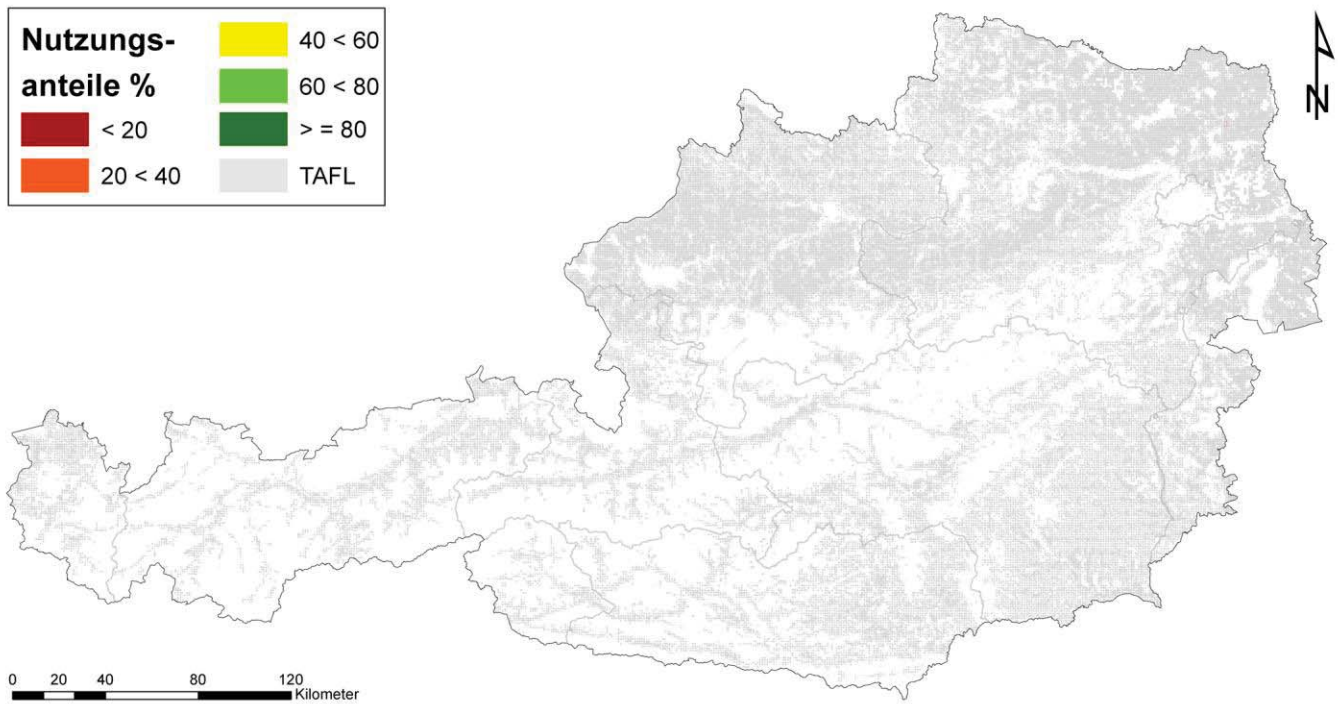 Nutzungs-
anteile %
< 20
20 < 40
40 < 60
60 < 80
> = 80
TAFL
N
0 20 40 80 120
Kilometer